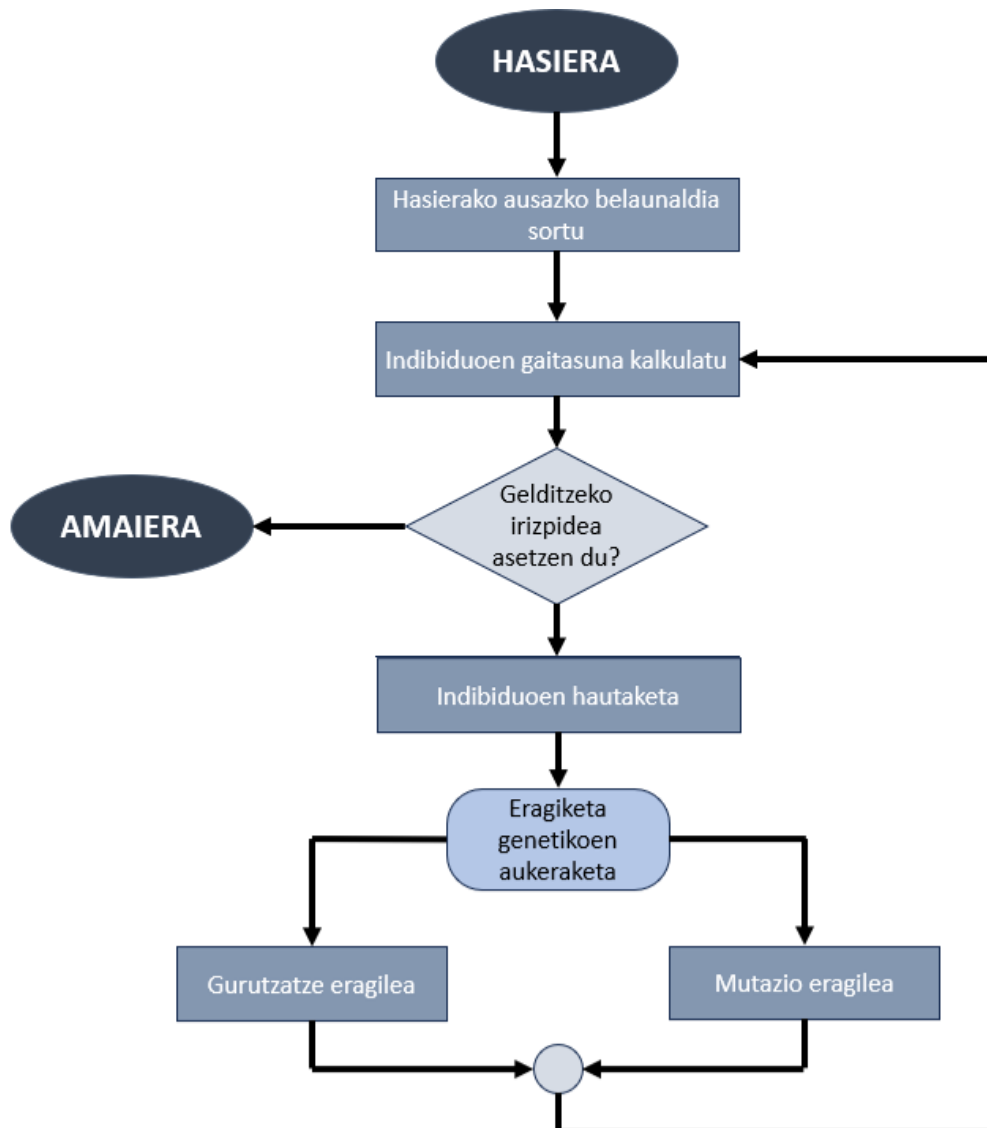 HASIERA
Hasierako ausazko belaunaldia
sortu
Indibiduoen gaitasuna kalkulatu
Gelditzeko
irizpidea
asetzen du?
AMAIERA
Indibiduoen hautaketa
Eragiketa
genetikoen
aukeraketa
Gurutzatze eragilea
Mutazio eragilea